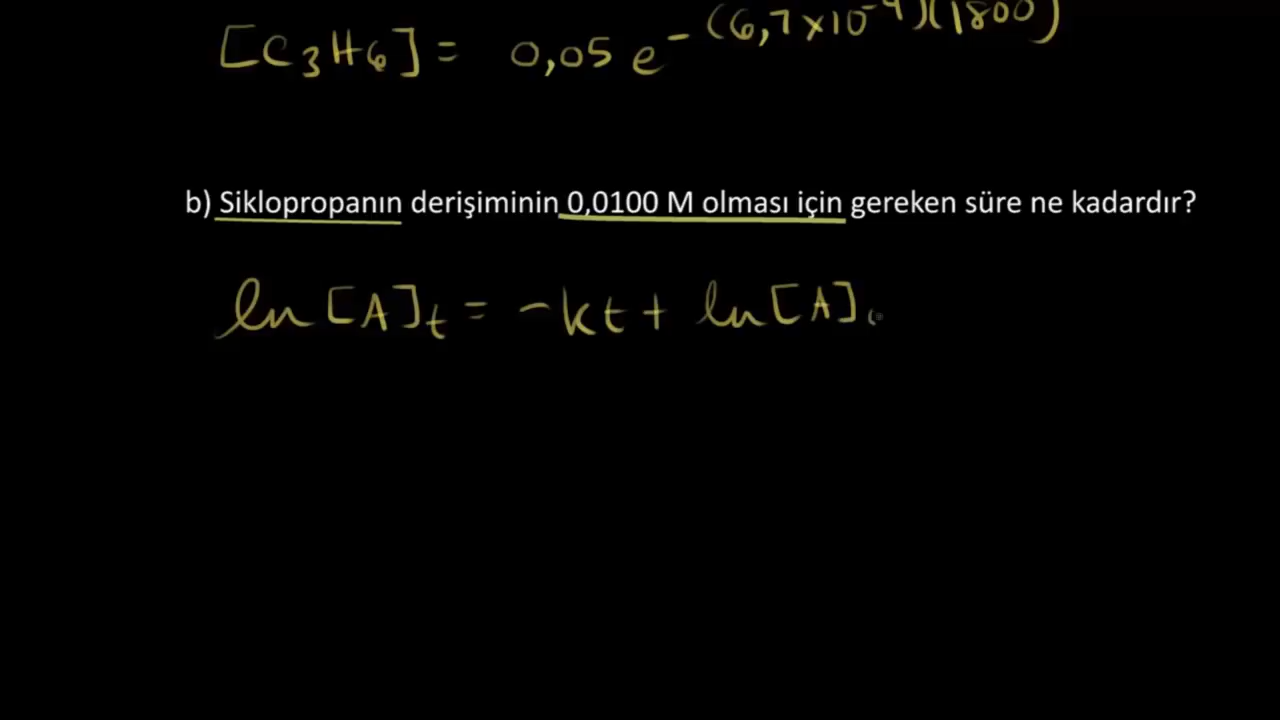 [C₃H₆] = 0,05 e^-(6,7x10⁻⁴)(1800)
b) Siklopropanın derişiminin 0,0100 M olması için gereken süre ne kadardır?
ln [A]t = -kt + ln [A]